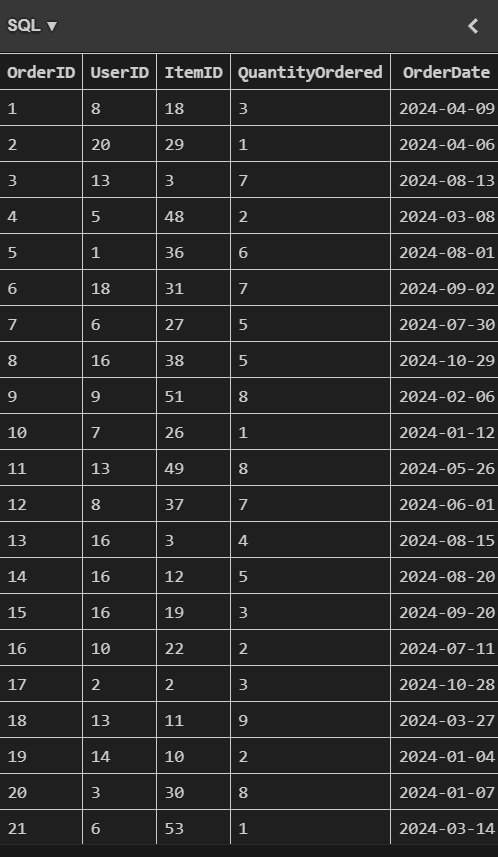 SQL ▼
OrderID UserID ItemID QuantityOrdered OrderDate
1 8 18 3 2024-04-09
2 20 29 1 2024-04-06
3 13 3 7 2024-08-13
4 5 48 2 2024-03-08
5 1 36 6 2024-08-01
6 18 31 7 2024-09-02
7 6 27 5 2024-07-30
8 16 38 5 2024-10-29
9 9 51 8 2024-02-06
10 7 26 1 2024-01-12
11 13 49 8 2024-05-26
12 8 37 7 2024-06-01
13 16 3 4 2024-08-15
14 16 12 5 2024-08-20
15 16 19 3 2024-09-20
16 10 22 2 2024-07-11
17 2 2 3 2024-10-28
18 13 11 9 2024-03-27
19 14 10 2 2024-01-04
20 3 30 8 2024-01-07
21 6 53 1 2024-03-14